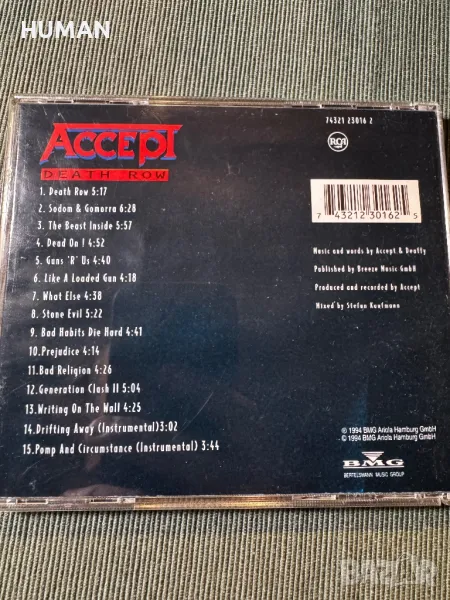 HUMAN
74321 23016 2
RCA
ACCEPT
DEATH ROW
1. Death Row 5:17
2. Sodom & Gomorra 6:28
3. The Beast Inside 5:57
4. Dead On ! 4:52
5. Guns 'R' Us 4:40
6. Like A Loaded Gun 4:18
7. What Else 4:38
8. Stone Evil 5:22
9. Bad Habits Die Hard 4:41
10.Prejudice 4:14
11.Bad Religion 4:26
12.Generation Clash II 5:04
13.Writing On The Wall 4:25
14.Drifting Away (Instrumental)3:02
15.Pomp And Circumstance (Instrumental) 3:44
7 43212 30162 5
Music and words by Accept & Deaffy
Published by Breeze Music GmbH
Produced and recorded by Accept
Mixed by Stefan Kaufmann
℗ 1994 BMG Ariola Hamburg GmbH
© 1994 BMG Ariola Hamburg GmbH
BMG
BERTELSMANN MUSIC GROUP
BAZAR